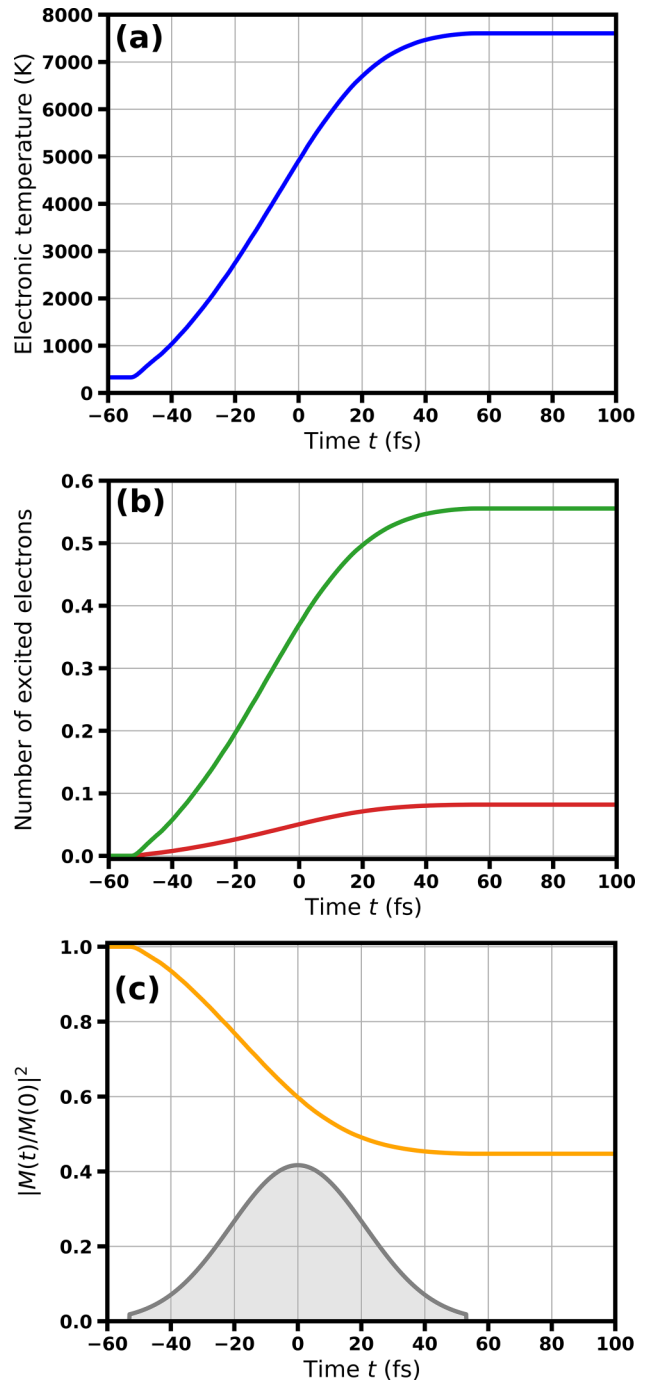 (a)
Electronic temperature (K)
8000
7000
6000
5000
4000
3000
2000
1000
0
−60 −40 −20 0 20 40 60 80 100
Time t (fs)
(b)
Number of excited electrons
0.6
0.5
0.4
0.3
0.2
0.1
0.0
−60 −40 −20 0 20 40 60 80 100
Time t (fs)
(c)
|M(t)/M(0)|²
1.0
0.8
0.6
0.4
0.2
0.0
−60 −40 −20 0 20 40 60 80 100
Time t (fs)